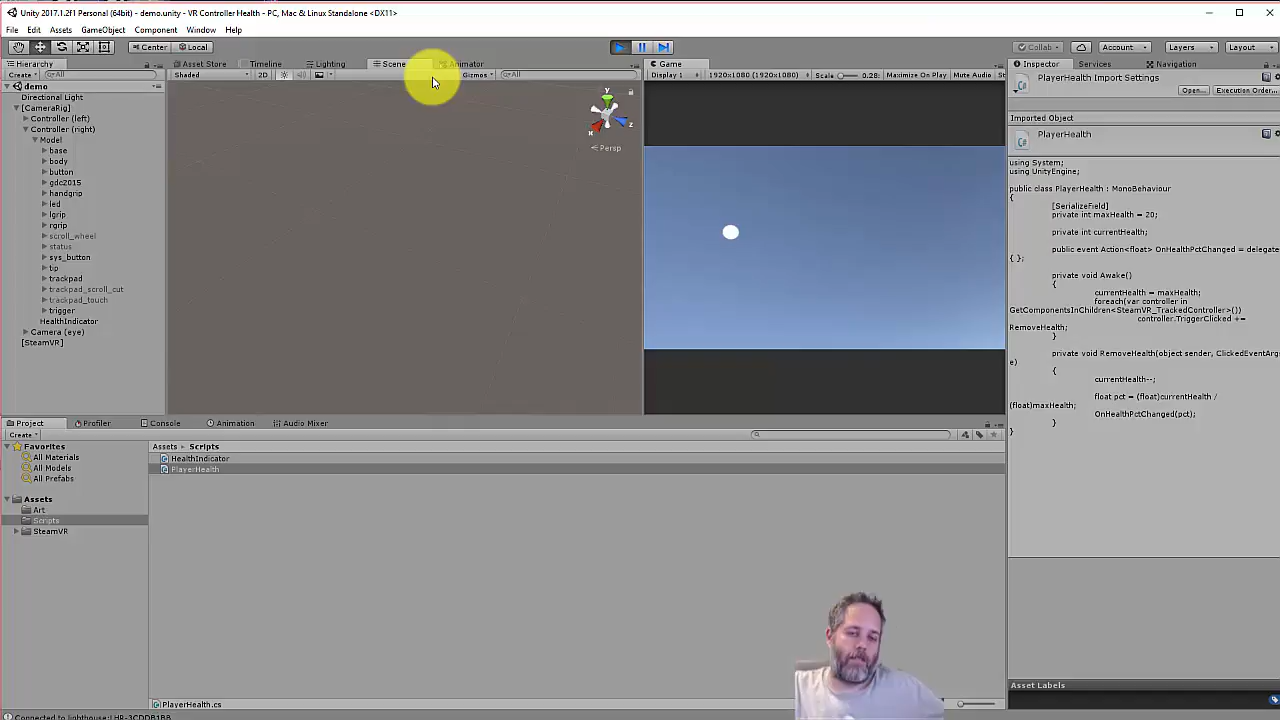 Unity 2017.1.2f1 Personal (64bit) - demo.unity - VR Controller Health - PC, Mac & Linux Standalone <DX11>
File Edit Assets GameObject Component Window Help
Center Local Collab Account Layers Layout
Hierarchy Asset Store Timeline Lighting Scene Animator Game Inspector Services Navigation
Create All Shaded 2D Gizmos All Display 1 1920x1080 (1920x1080) Scale 0.28 Maximize On Play Mute Audio St
PlayerHealth Import Settings
Open... Execution Order...
demo
Directional Light
[CameraRig]
Controller (left)
Controller (right)
Model
base
body
button
gdc2015
handgrip
led
lgrip
rgrip
scroll_wheel
status
sys_button
tip
trackpad
trackpad_scroll_cut
trackpad_touch
trigger
HealthIndicator
Camera (eye)
[SteamVR]
y
x
z
Persp
Imported Object
PlayerHealth
using System;
using UnityEngine;
public class PlayerHealth : MonoBehaviour
{
[SerializeField]
private int maxHealth = 20;
private int currentHealth;
public event Action<float> OnHealthPctChanged = delegate
{ };
private void Awake()
{
currentHealth = maxHealth;
foreach(var controller in
GetComponentsInChildren<SteamVR_TrackedController>())
controller.TriggerClicked +=
RemoveHealth;
}
private void RemoveHealth(object sender, ClickedEventArgs
e)
{
currentHealth--;
float pct = (float)currentHealth /
(float)maxHealth;
OnHealthPctChanged(pct);
}
}
Project Profiler Console Animation Audio Mixer
Create
Favorites
All Materials
All Models
All Prefabs
Assets
Art
Scripts
SteamVR
Assets Scripts
HealthIndicator
PlayerHealth
PlayerHealth.cs
Asset Labels
Connected to lighthouse:LHR-3CDDB1BB